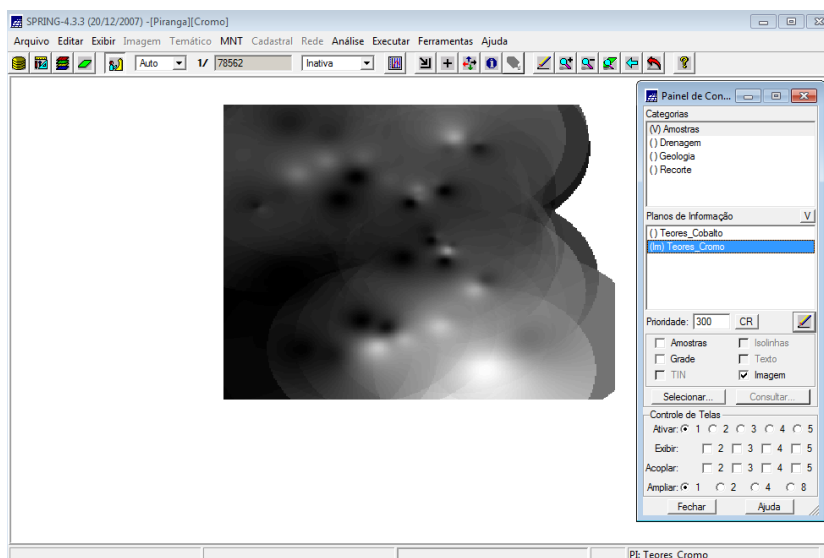 SPRING-4.3.3 (20/12/2007) -[Piranga][Cromo]
Arquivo Editar Exibir Imagem Temático MNT Cadastral Rede Análise Executar Ferramentas Ajuda
Auto 1/ 78562 Inativa
Painel de Con...
Categorias
(V) Amostras
() Drenagem
() Geologia
() Recorte
Planos de Informação V
() Teores_Cobalto
(Im) Teores_Cromo
Prioridade: 300 CR
Amostras Isolinhas
Grade Texto
TIN Imagem
Selecionar... Consultar...
Controle de Telas
Ativar: 1 2 3 4 5
Exibir: 2 3 4 5
Acoplar: 2 3 4 5
Ampliar: 1 2 4 8
Fechar Ajuda
PI: Teores_Cromo